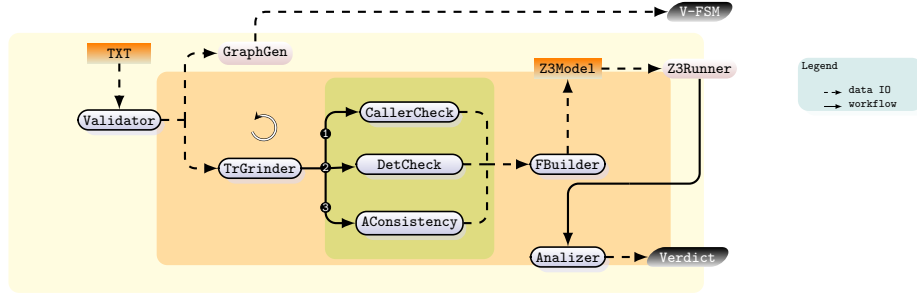 V-FSM
TXT
GraphGen
Z3Model
Z3Runner
Legend
data IO
workflow
Validator
CallerCheck
1
TrGrinder
2
DetCheck
FBuilder
3
AConsistency
Analizer
Verdict